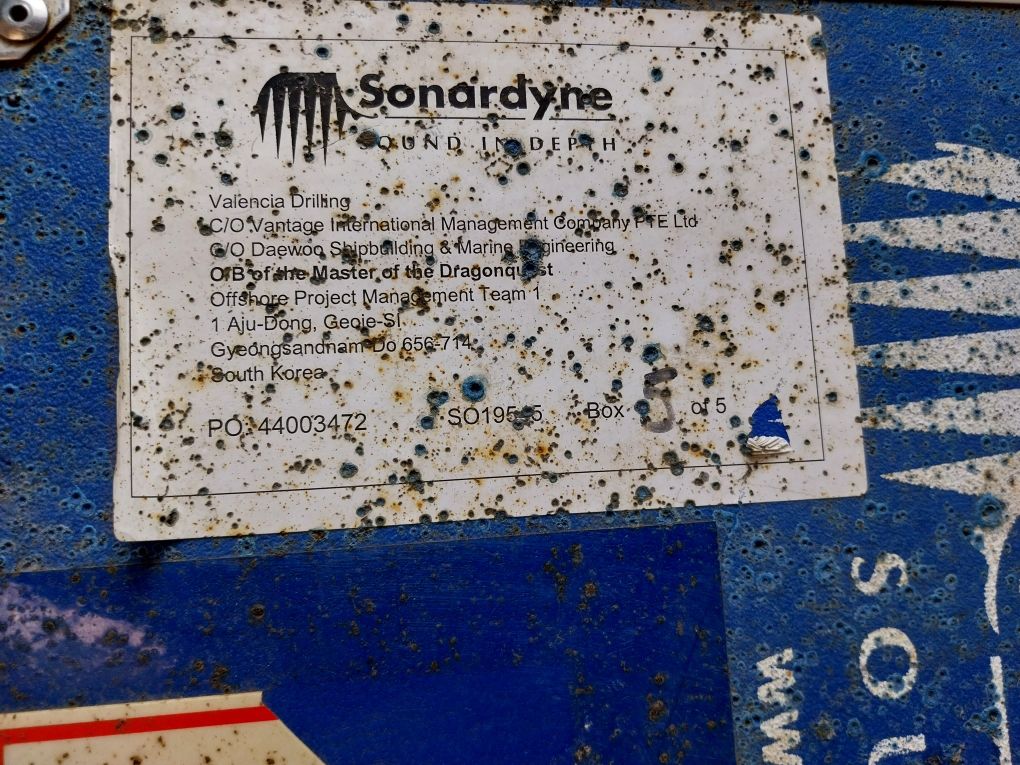 Sonardyne
SOUND IN DEPTH
Valencia Drilling
C/O Vantage International Management Company PTE Ltd
C/O Daewoo Shipbuilding & Marine Engineering
O/B of the Master of the Dragonquest
Offshore Project Management Team 1
1 Aju-Dong, Geoje-SI,
Gyeongsandnam-Do 656-714
South Korea
PO: 44003472
Box 5 of 5
SOU
ww